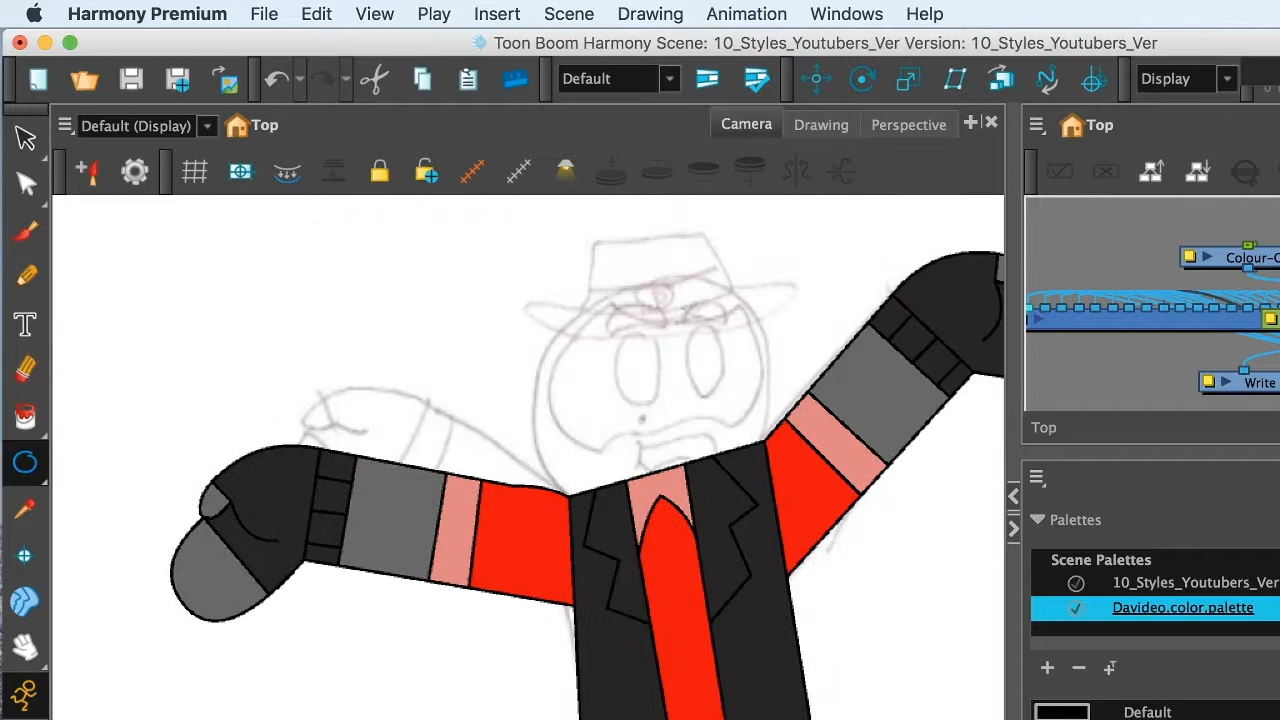 Harmony Premium File Edit View Play Insert Scene Drawing Animation Windows Help
Toon Boom Harmony Scene: 10_Styles_Youtubers_Ver Version: 10_Styles_Youtubers_Ver
Default Display
Default (Display) Top Camera Drawing Perspective Top
Colour-C
Write
Top
Palettes
Scene Palettes
10_Styles_Youtubers_Ver
Davideo.color.palette
Default